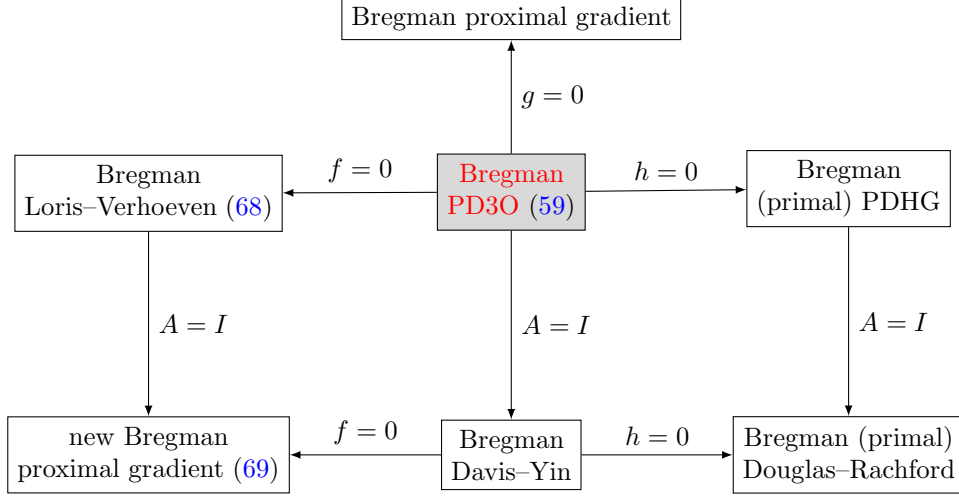 Bregman proximal gradient
g = 0
Bregman
Loris–Verhoeven (68)
f = 0
Bregman
PD3O (59)
h = 0
Bregman
(primal) PDHG
A = I
A = I
A = I
new Bregman
proximal gradient (69)
f = 0
Bregman
Davis–Yin
h = 0
Bregman (primal)
Douglas–Rachford